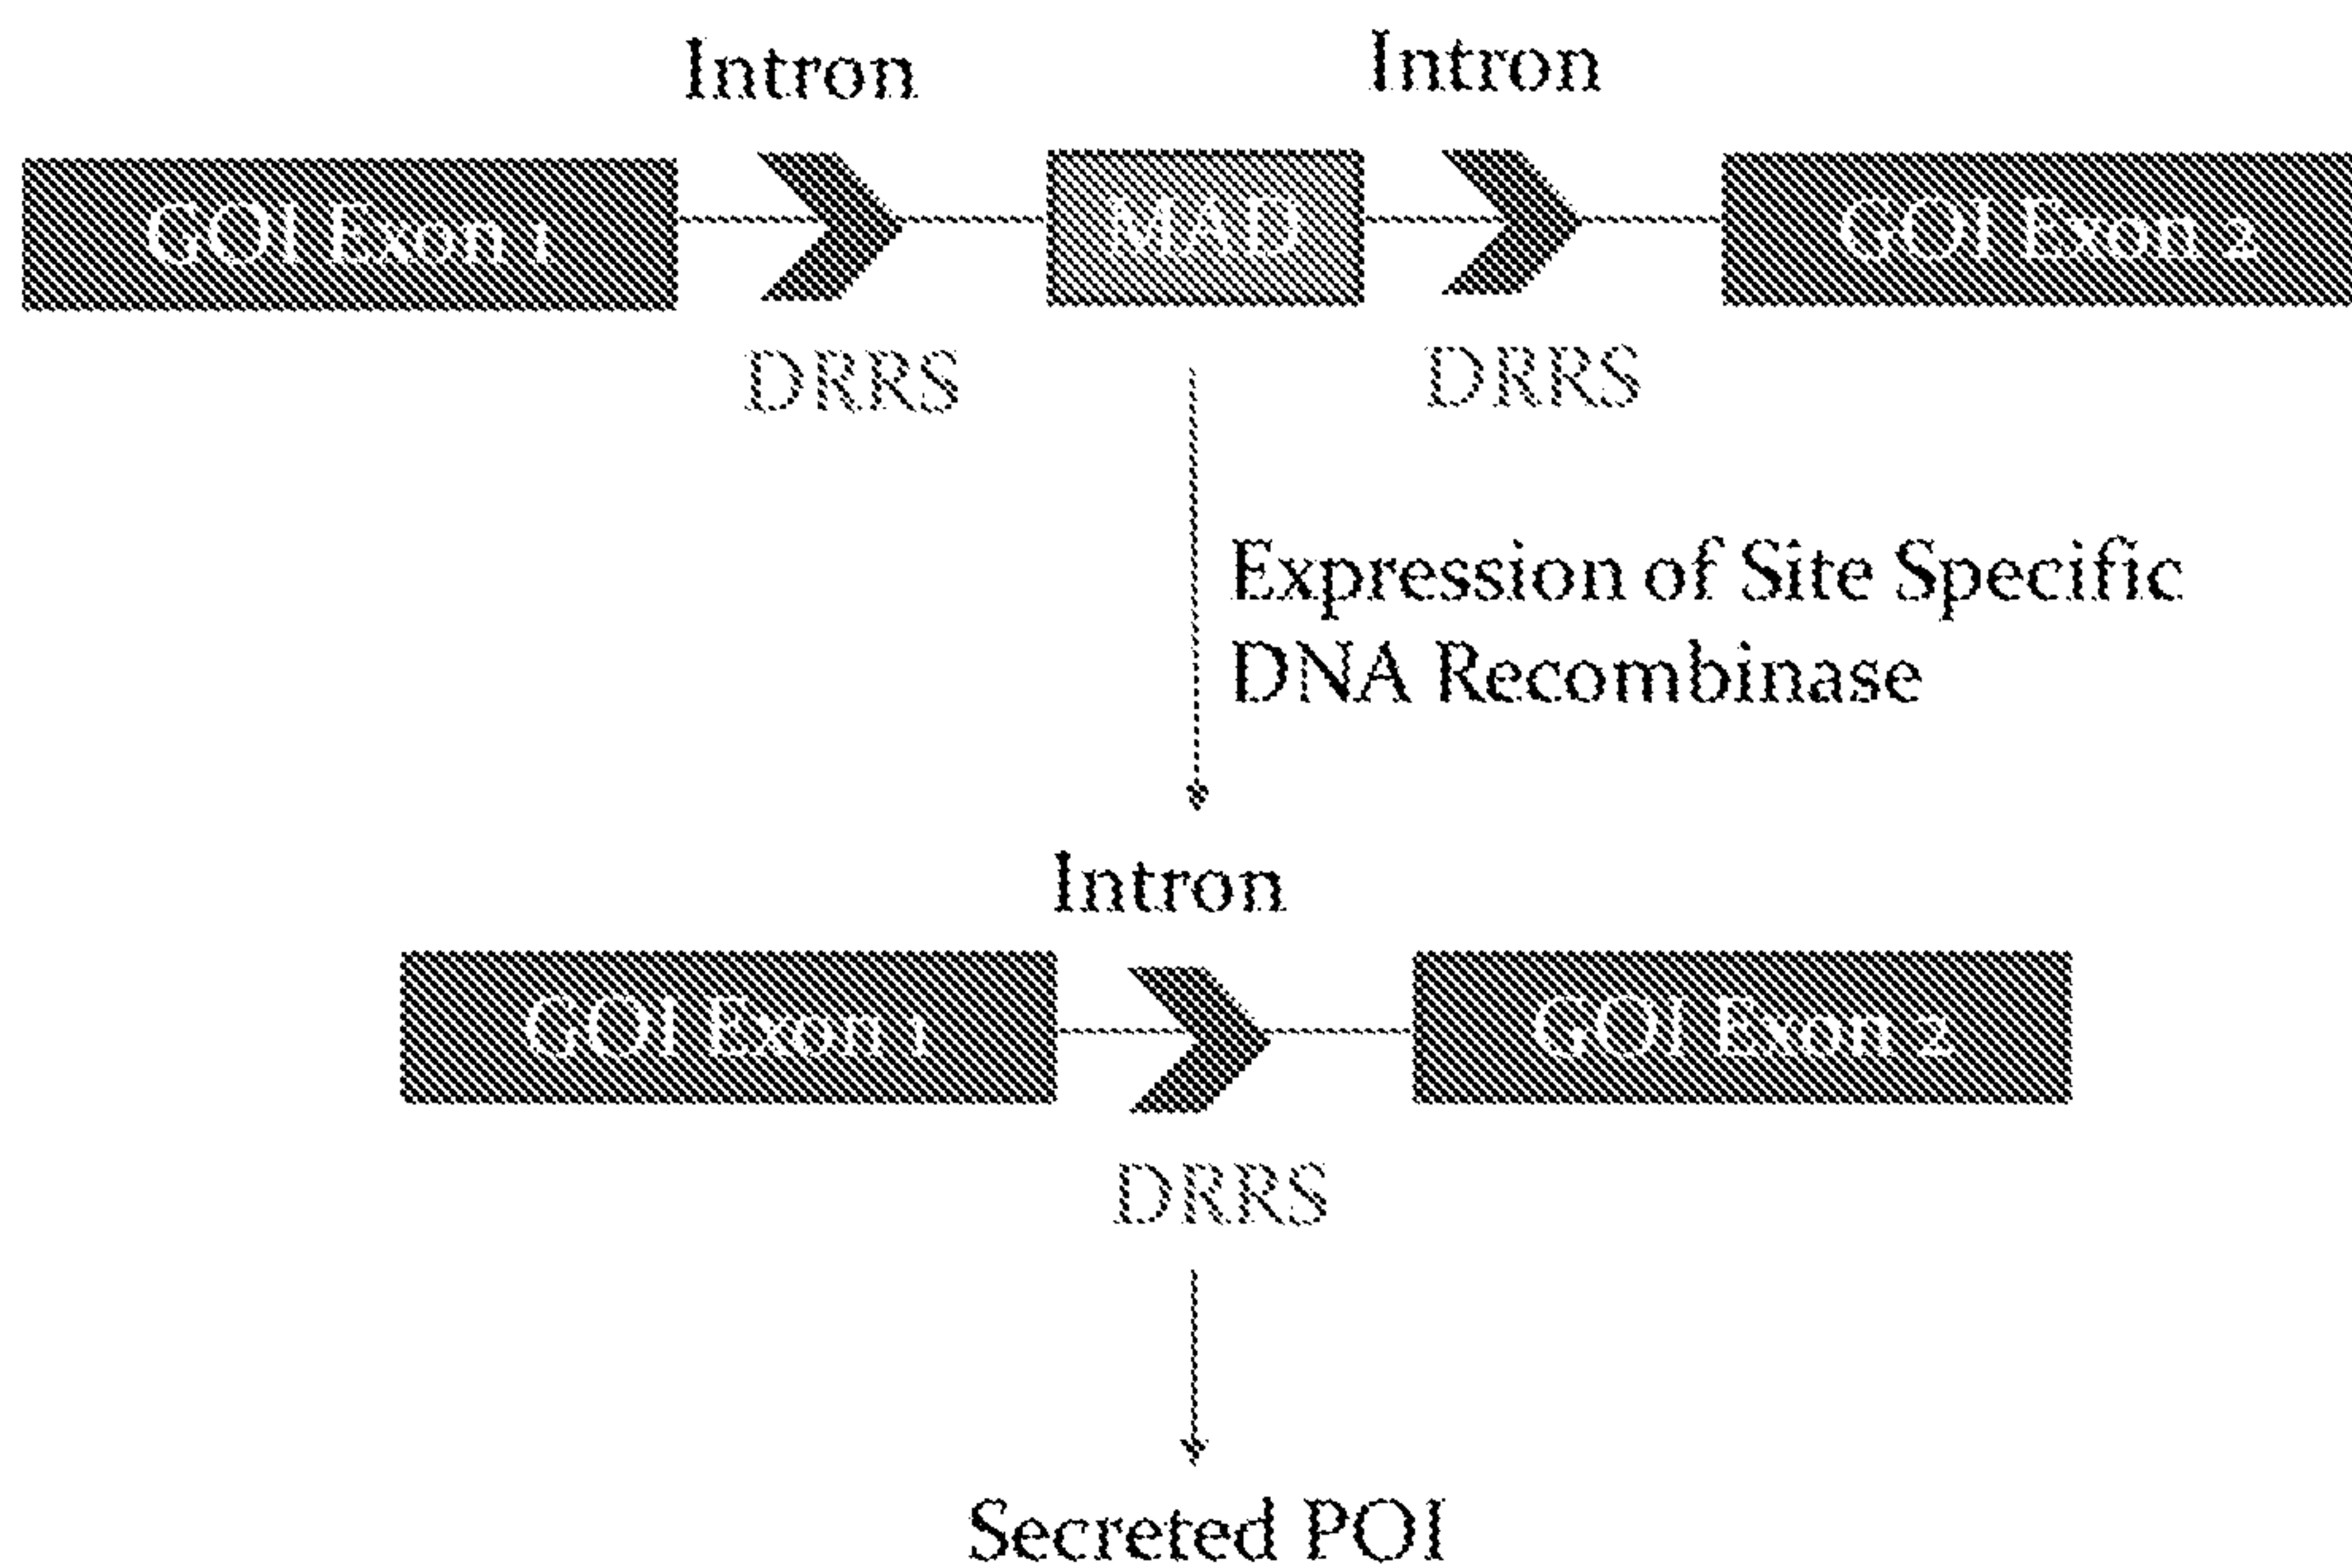 Intron Intron
GOI Exon 1 MAD GOI Exon 2
DRRS DRRS
Expression of Site Specific
DNA Recombinase
Intron
GOI Exon 1 GOI Exon 2
DRRS
Secreted POI